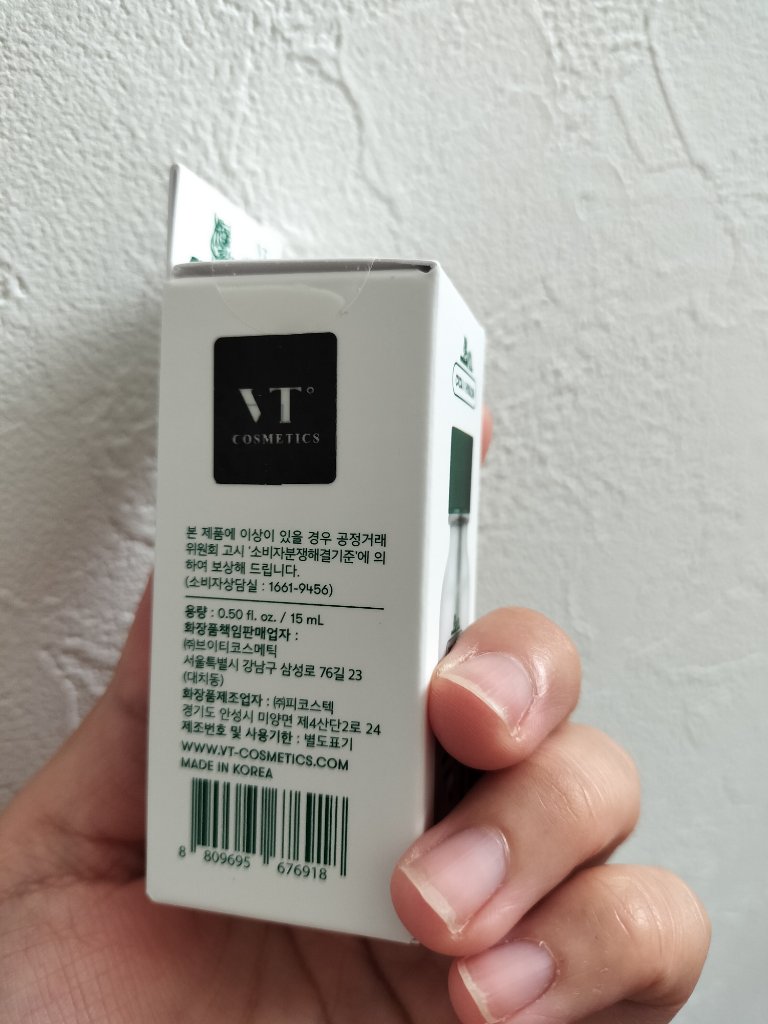 VT
COSMETICS
본 제품에 이상이 있을 경우 공정거래
위원회 고시 '소비자분쟁해결기준'에 의
하여 보상해 드립니다.
(소비자상담실 : 1661-9456)
용량 : 0.50 fl. oz. / 15 mL
화장품책임판매업자 :
㈜브이티코스메틱
서울특별시 강남구 삼성로 76길 23
(대치동)
화장품제조업자 : ㈜피코스텍
경기도 안성시 미양면 제4산단2로 24
제조번호 및 사용기한 : 별도표기
WWW.VT-COSMETICS.COM
MADE IN KOREA
8 809695 676918